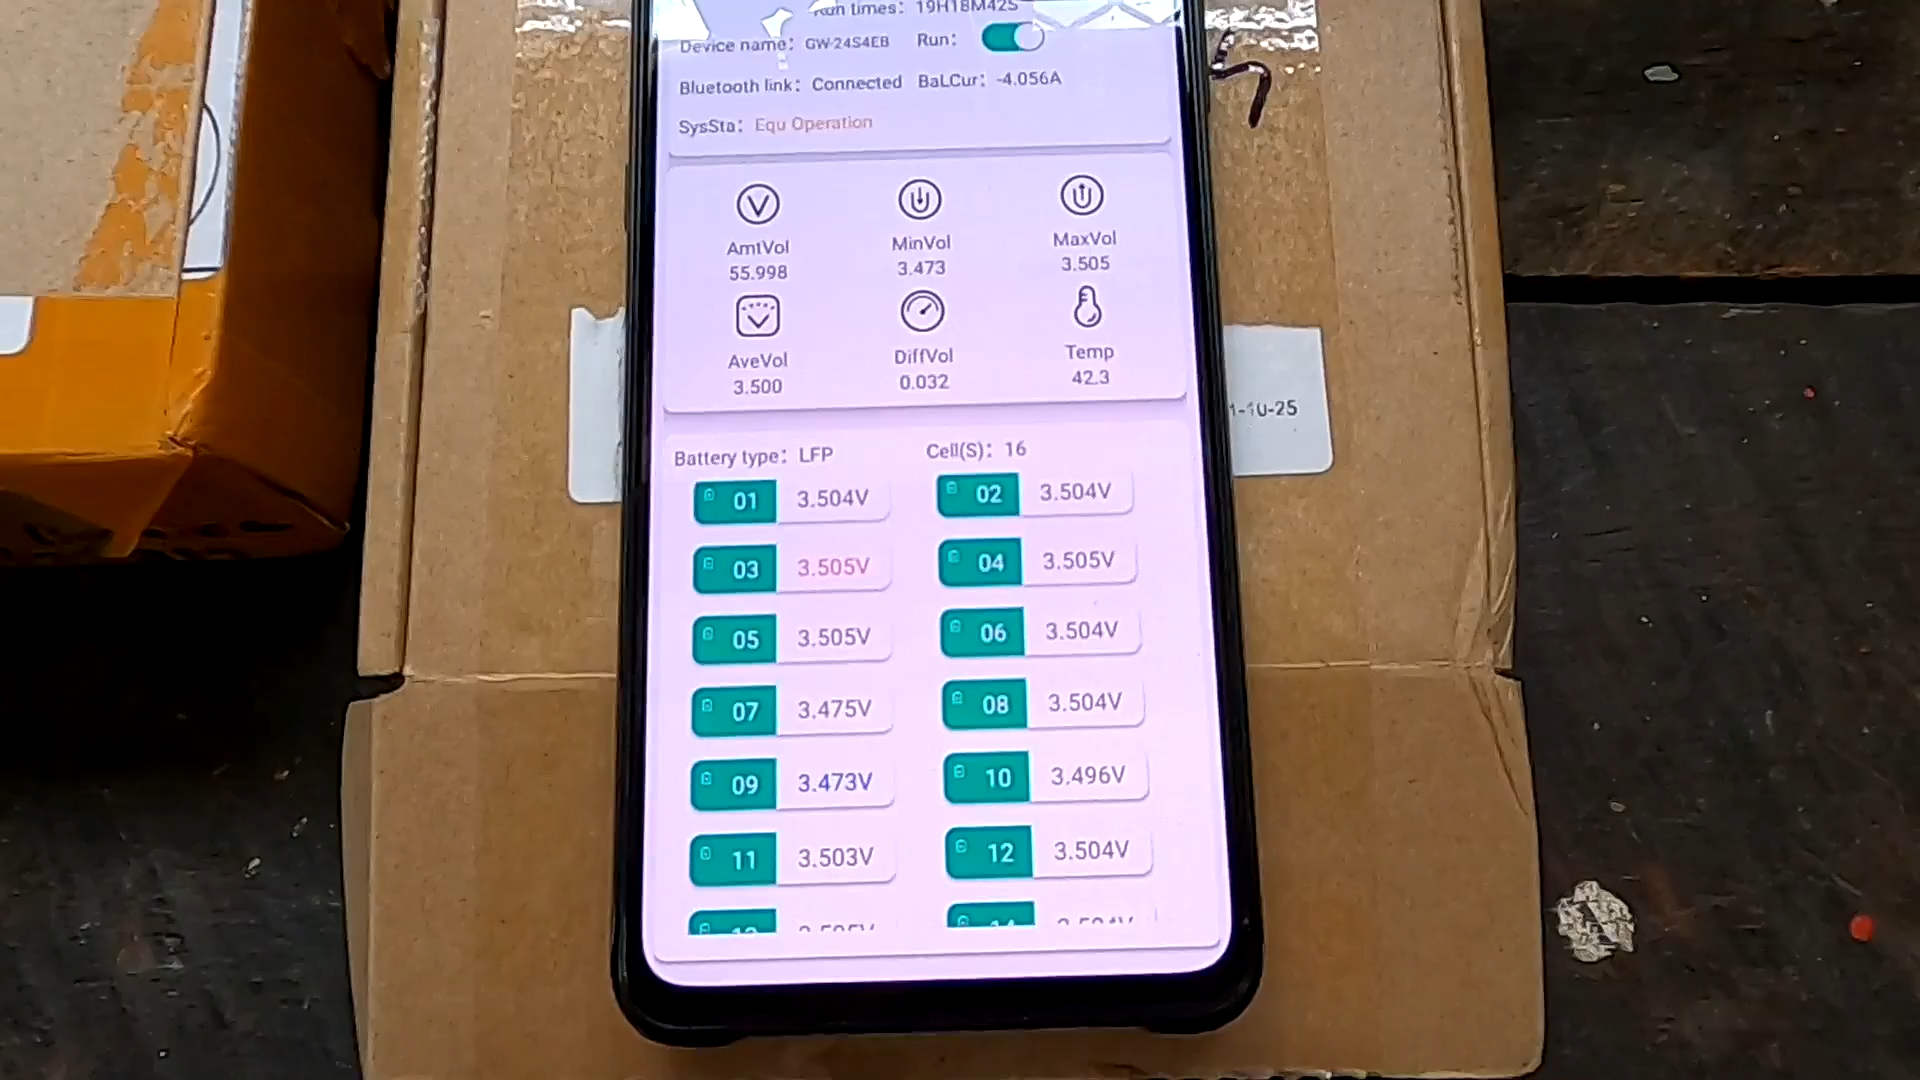 Run times: 19H18M42S
Device name: GW-24S4EB Run:
Bluetooth link: Connected BaLCur: -4.056A
SysSta: Equ Operation
AmtVol MinVol MaxVol
55.998 3.473 3.505
AveVol DiffVol Temp
3.500 0.032 42.3
1-10-25
Battery type: LFP Cell(S): 16
01 3.504V 02 3.504V
03 3.505V 04 3.505V
05 3.505V 06 3.504V
07 3.475V 08 3.504V
09 3.473V 10 3.496V
11 3.503V 12 3.504V